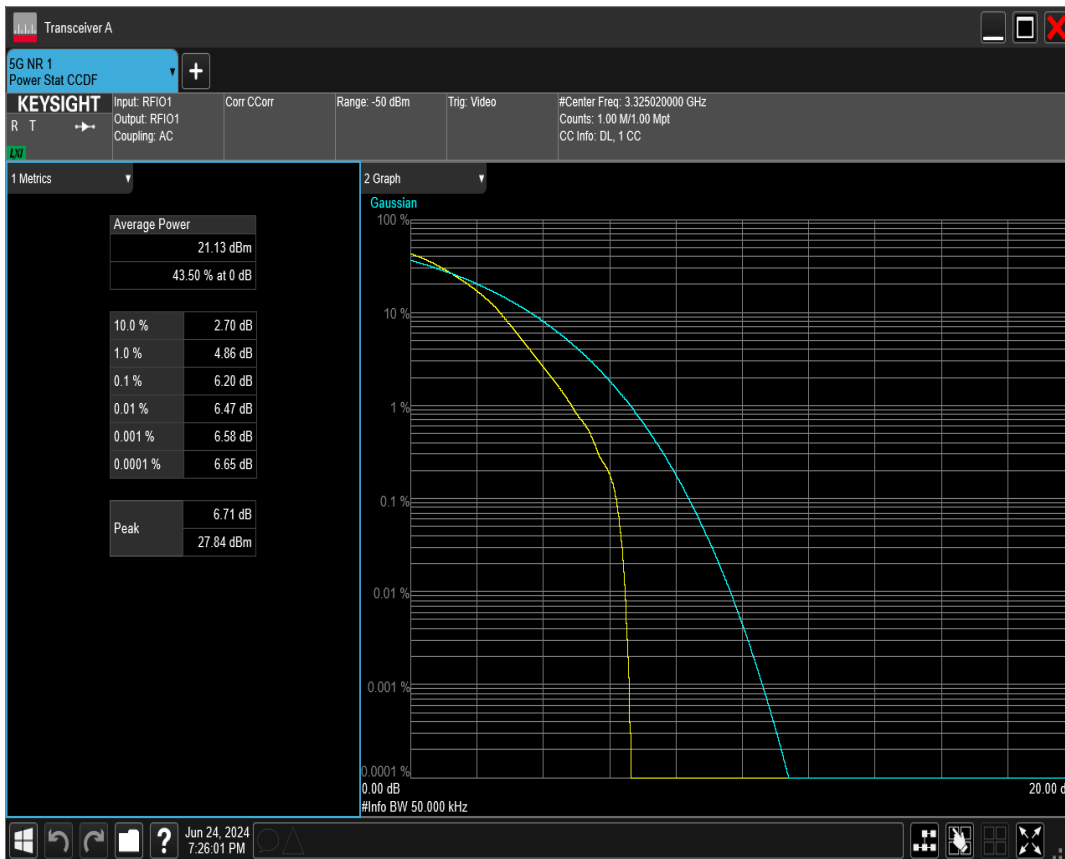 Transceiver A
5G NR 1
Power Stat CCDF
+
KEYSIGHT
R T
LXI
Input: RFIO1
Output: RFIO1
Coupling: AC
Corr CCorr
Range: -50 dBm
Trig: Video
#Center Freq: 3.325020000 GHz
Counts: 1.00 M/1.00 Mpt
CC Info: DL, 1 CC
1 Metrics
Average Power
21.13 dBm
43.50 % at 0 dB
10.0 % 2.70 dB
1.0 % 4.86 dB
0.1 % 6.20 dB
0.01 % 6.47 dB
0.001 % 6.58 dB
0.0001 % 6.65 dB
Peak 6.71 dB
27.84 dBm
2 Graph
Gaussian
100 %
10 %
1 %
0.1 %
0.01 %
0.001 %
0.0001 %
0.00 dB
20.00 d
#Info BW 50.000 kHz
?
Jun 24, 2024
7:26:01 PM